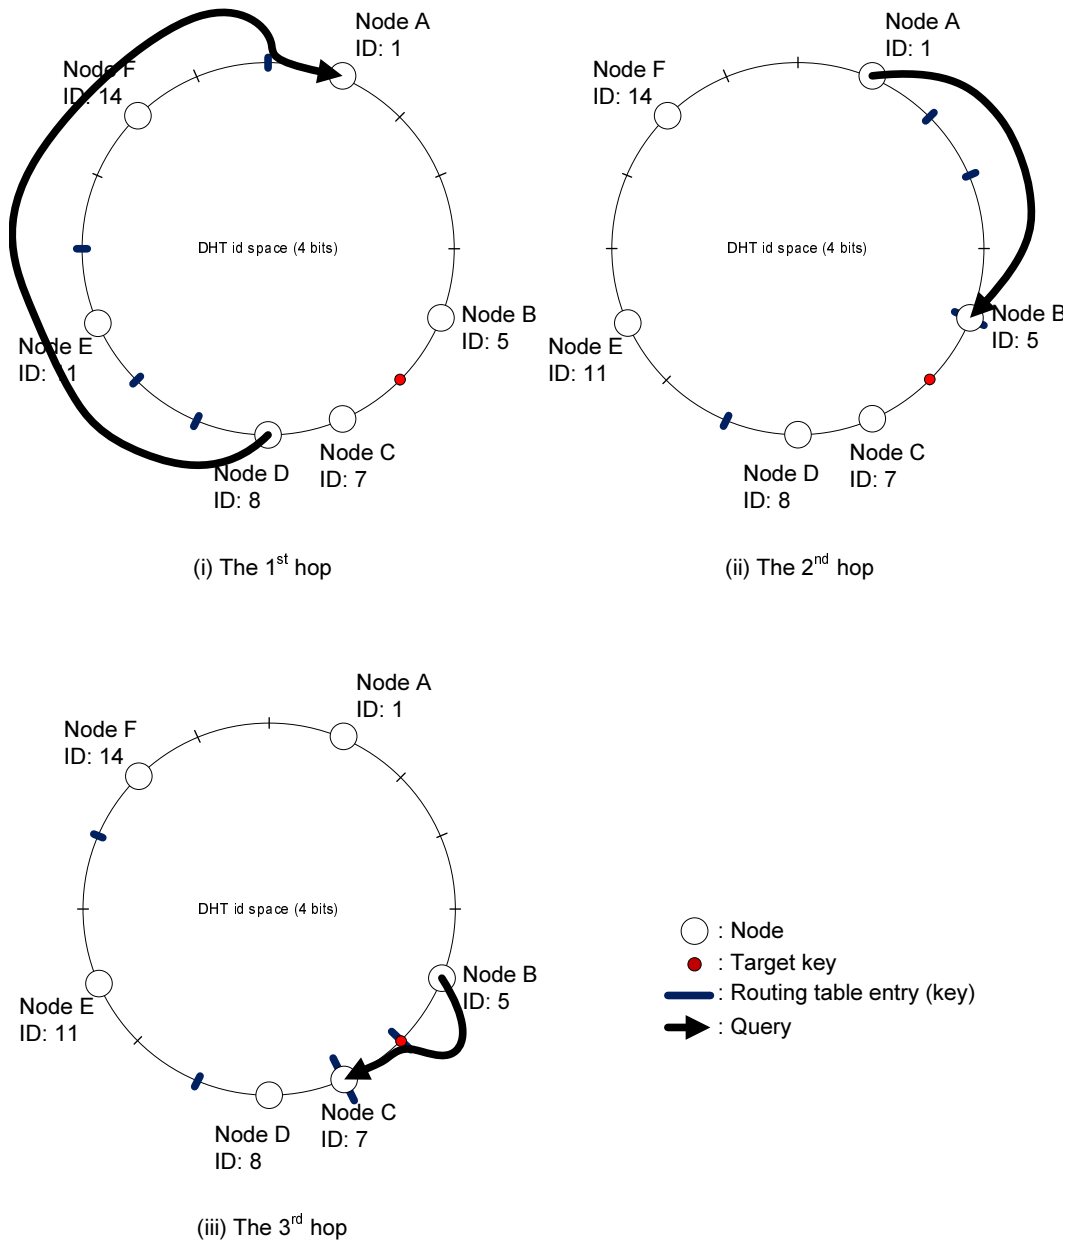 Node A
ID: 1
Node F
ID: 14
DHT id space (4 bits)
Node B
ID: 5
Node E
ID: 11
Node C
ID: 7
Node D
ID: 8
(i) The 1st hop
Node A
ID: 1
Node F
ID: 14
DHT id space (4 bits)
Node B
ID: 5
Node E
ID: 11
Node C
ID: 7
Node D
ID: 8
(ii) The 2nd hop
Node A
ID: 1
Node F
ID: 14
DHT id space (4 bits)
Node B
ID: 5
Node E
ID: 11
Node C
ID: 7
Node D
ID: 8
(iii) The 3rd hop
: Node
: Target key
: Routing table entry (key)
: Query